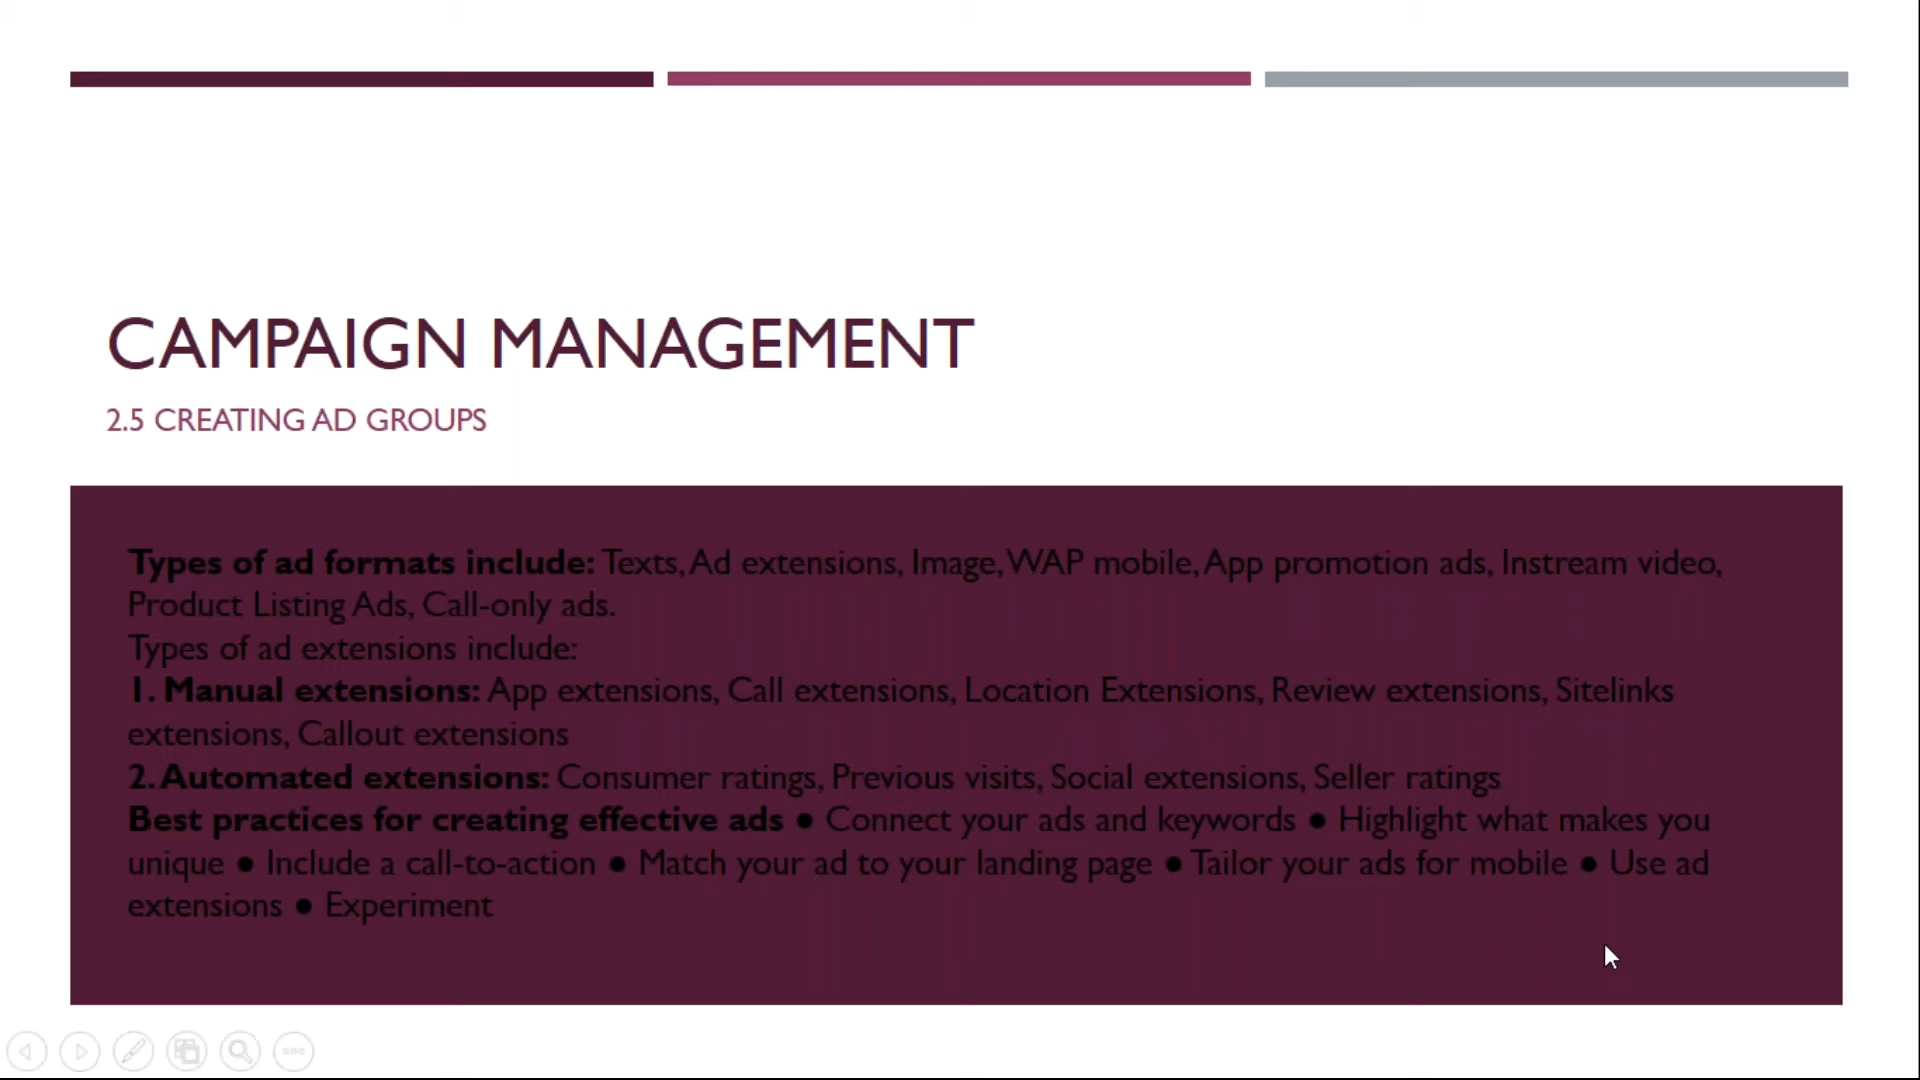 CAMPAIGN MANAGEMENT
2.5 CREATING AD GROUPS
Types of ad formats include: Texts, Ad extensions, Image, WAP mobile, App promotion ads, Instream video,
Product Listing Ads, Call-only ads.
Types of ad extensions include:
1. Manual extensions: App extensions, Call extensions, Location Extensions, Review extensions, Sitelinks
extensions, Callout extensions
2. Automated extensions: Consumer ratings, Previous visits, Social extensions, Seller ratings
Best practices for creating effective ads ● Connect your ads and keywords ● Highlight what makes you
unique ● Include a call-to-action ● Match your ad to your landing page ● Tailor your ads for mobile ● Use ad
extensions ● Experiment